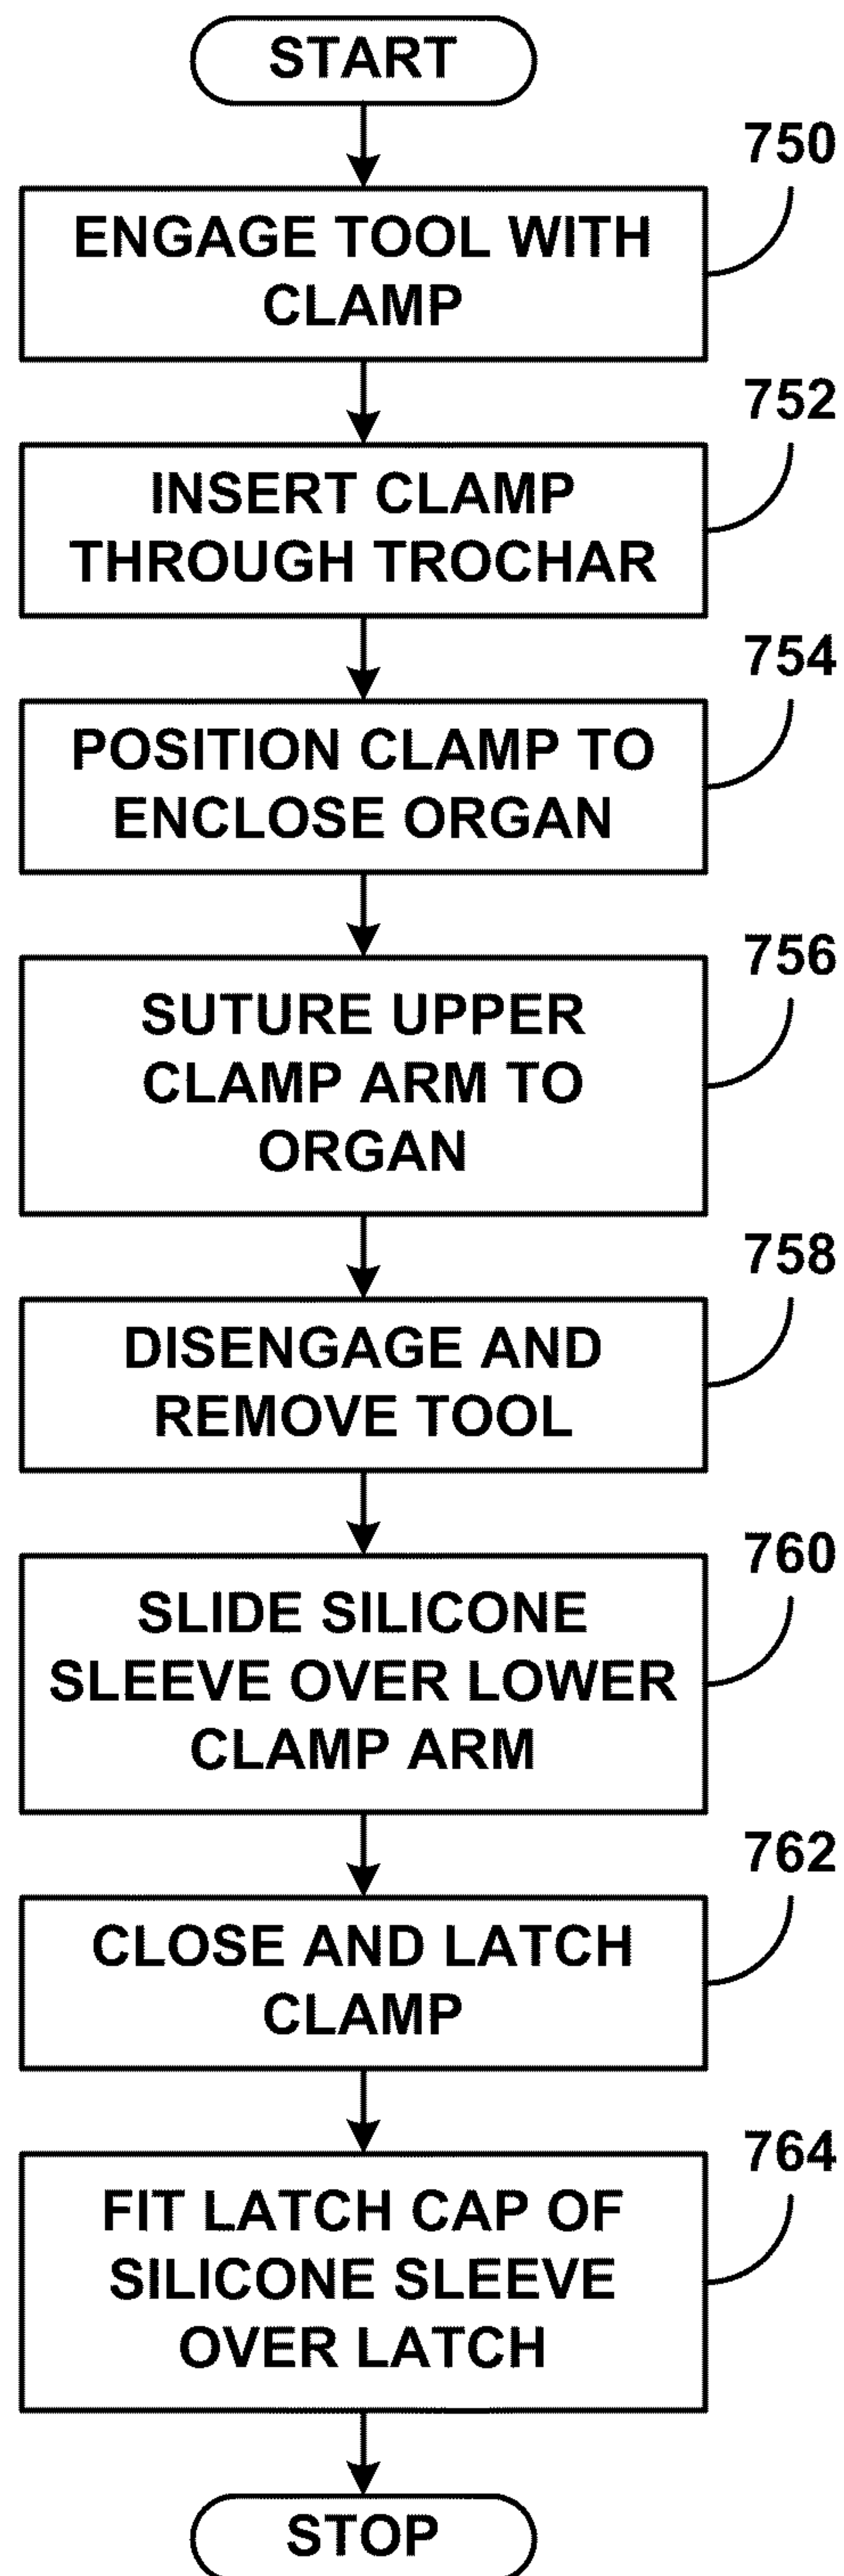 START
750
ENGAGE TOOL WITH
CLAMP
752
INSERT CLAMP
THROUGH TROCHAR
754
POSITION CLAMP TO
ENCLOSE ORGAN
756
SUTURE UPPER
CLAMP ARM TO
ORGAN
758
DISENGAGE AND
REMOVE TOOL
760
SLIDE SILICONE
SLEEVE OVER LOWER
CLAMP ARM
762
CLOSE AND LATCH
CLAMP
764
FIT LATCH CAP OF
SILICONE SLEEVE
OVER LATCH
STOP